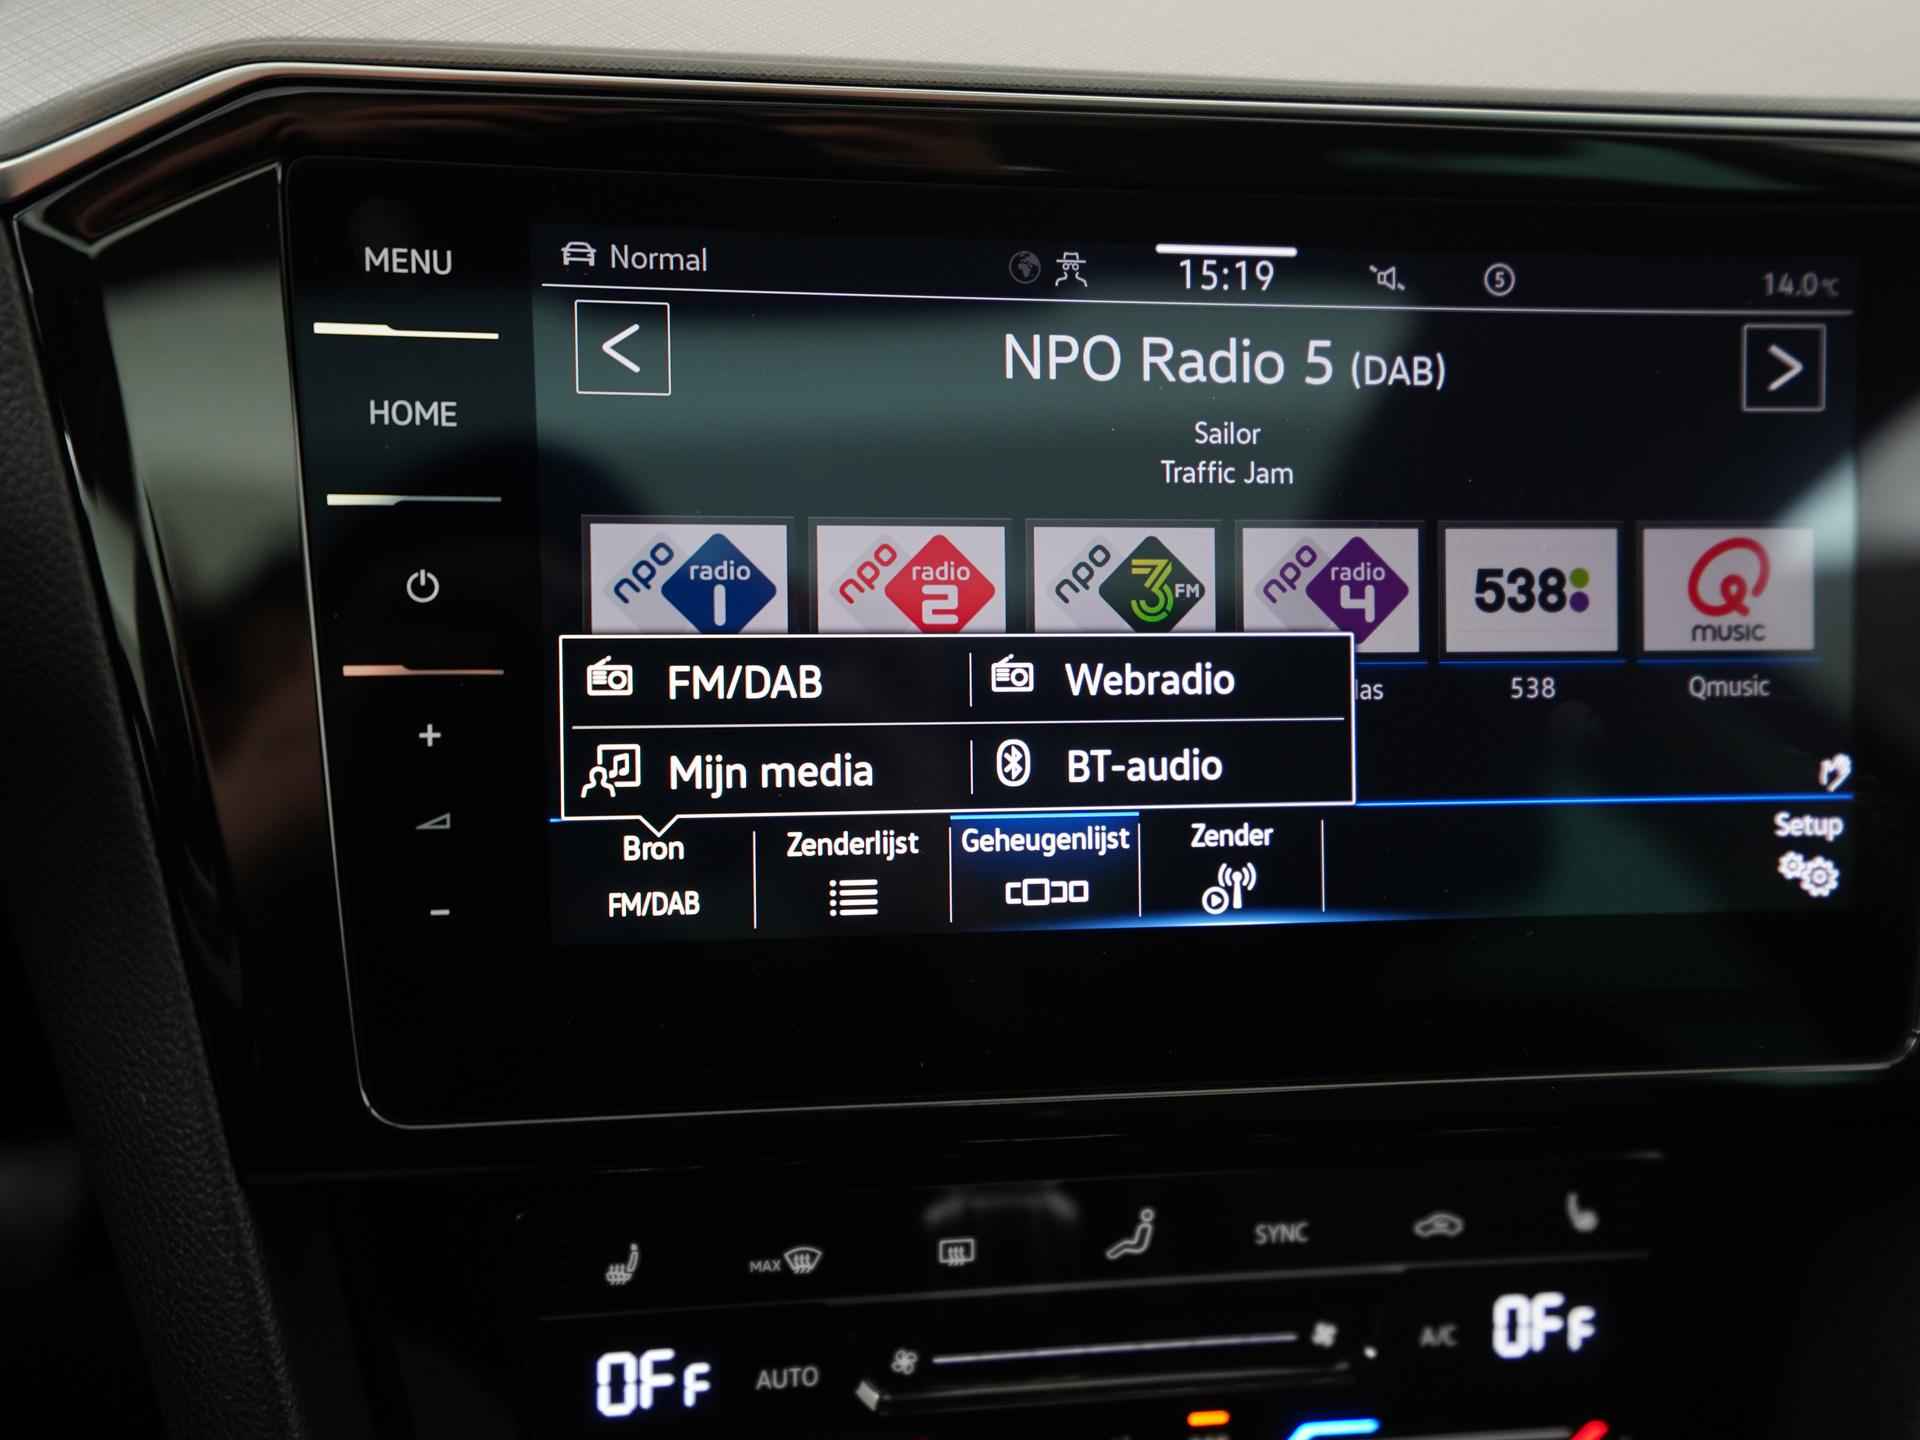 MENU
HOME
+
-
Normal
15:19
5
14.0°C
<
NPO Radio 5 (DAB)
>
Sailor
Traffic Jam
npo radio 1
npo radio 2
npo 3FM
npo radio 4
538
Q music
las
538
Qmusic
FM/DAB
Webradio
Mijn media
BT-audio
Bron
FM/DAB
Zenderlijst
Geheugenlijst
Zender
Setup
MAX
SYNC
OFF
AUTO
A/C
OFF